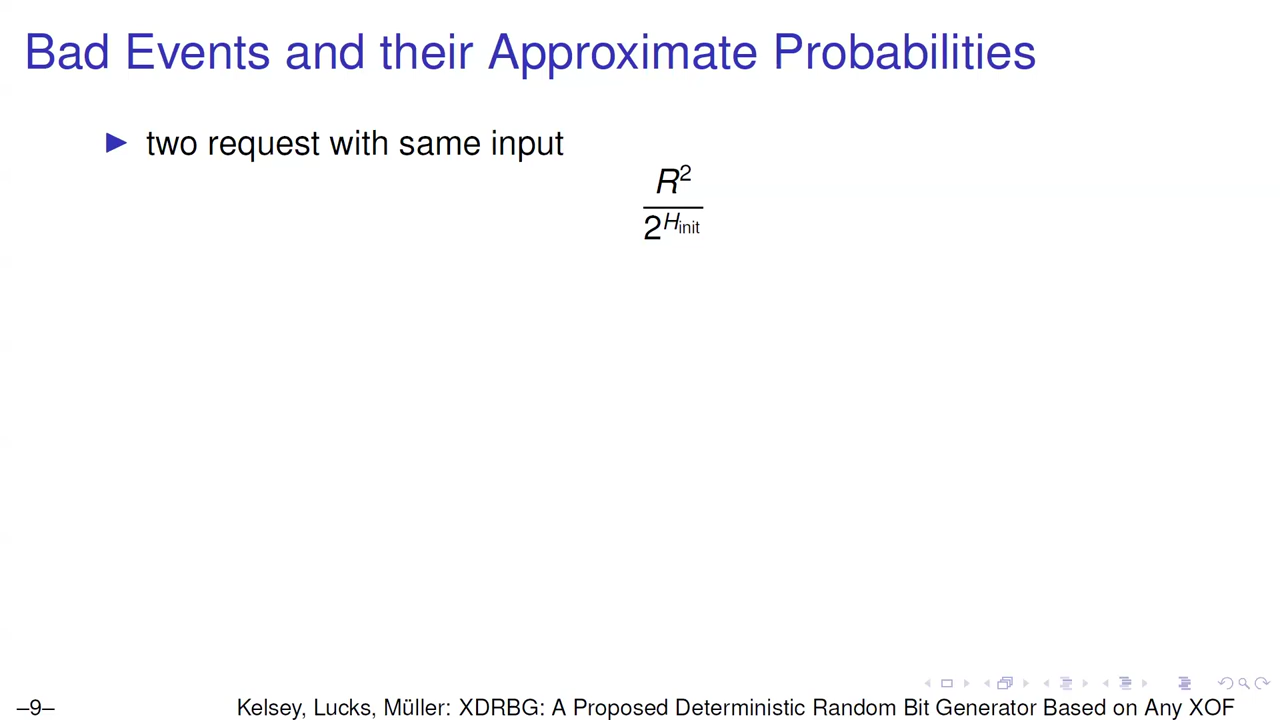 Bad Events and their Approximate Probabilities
▶ two request with same input
R²
2^{H_init}
–9–
Kelsey, Lucks, Müller: XDRBG: A Proposed Deterministic Random Bit Generator Based on Any XOF